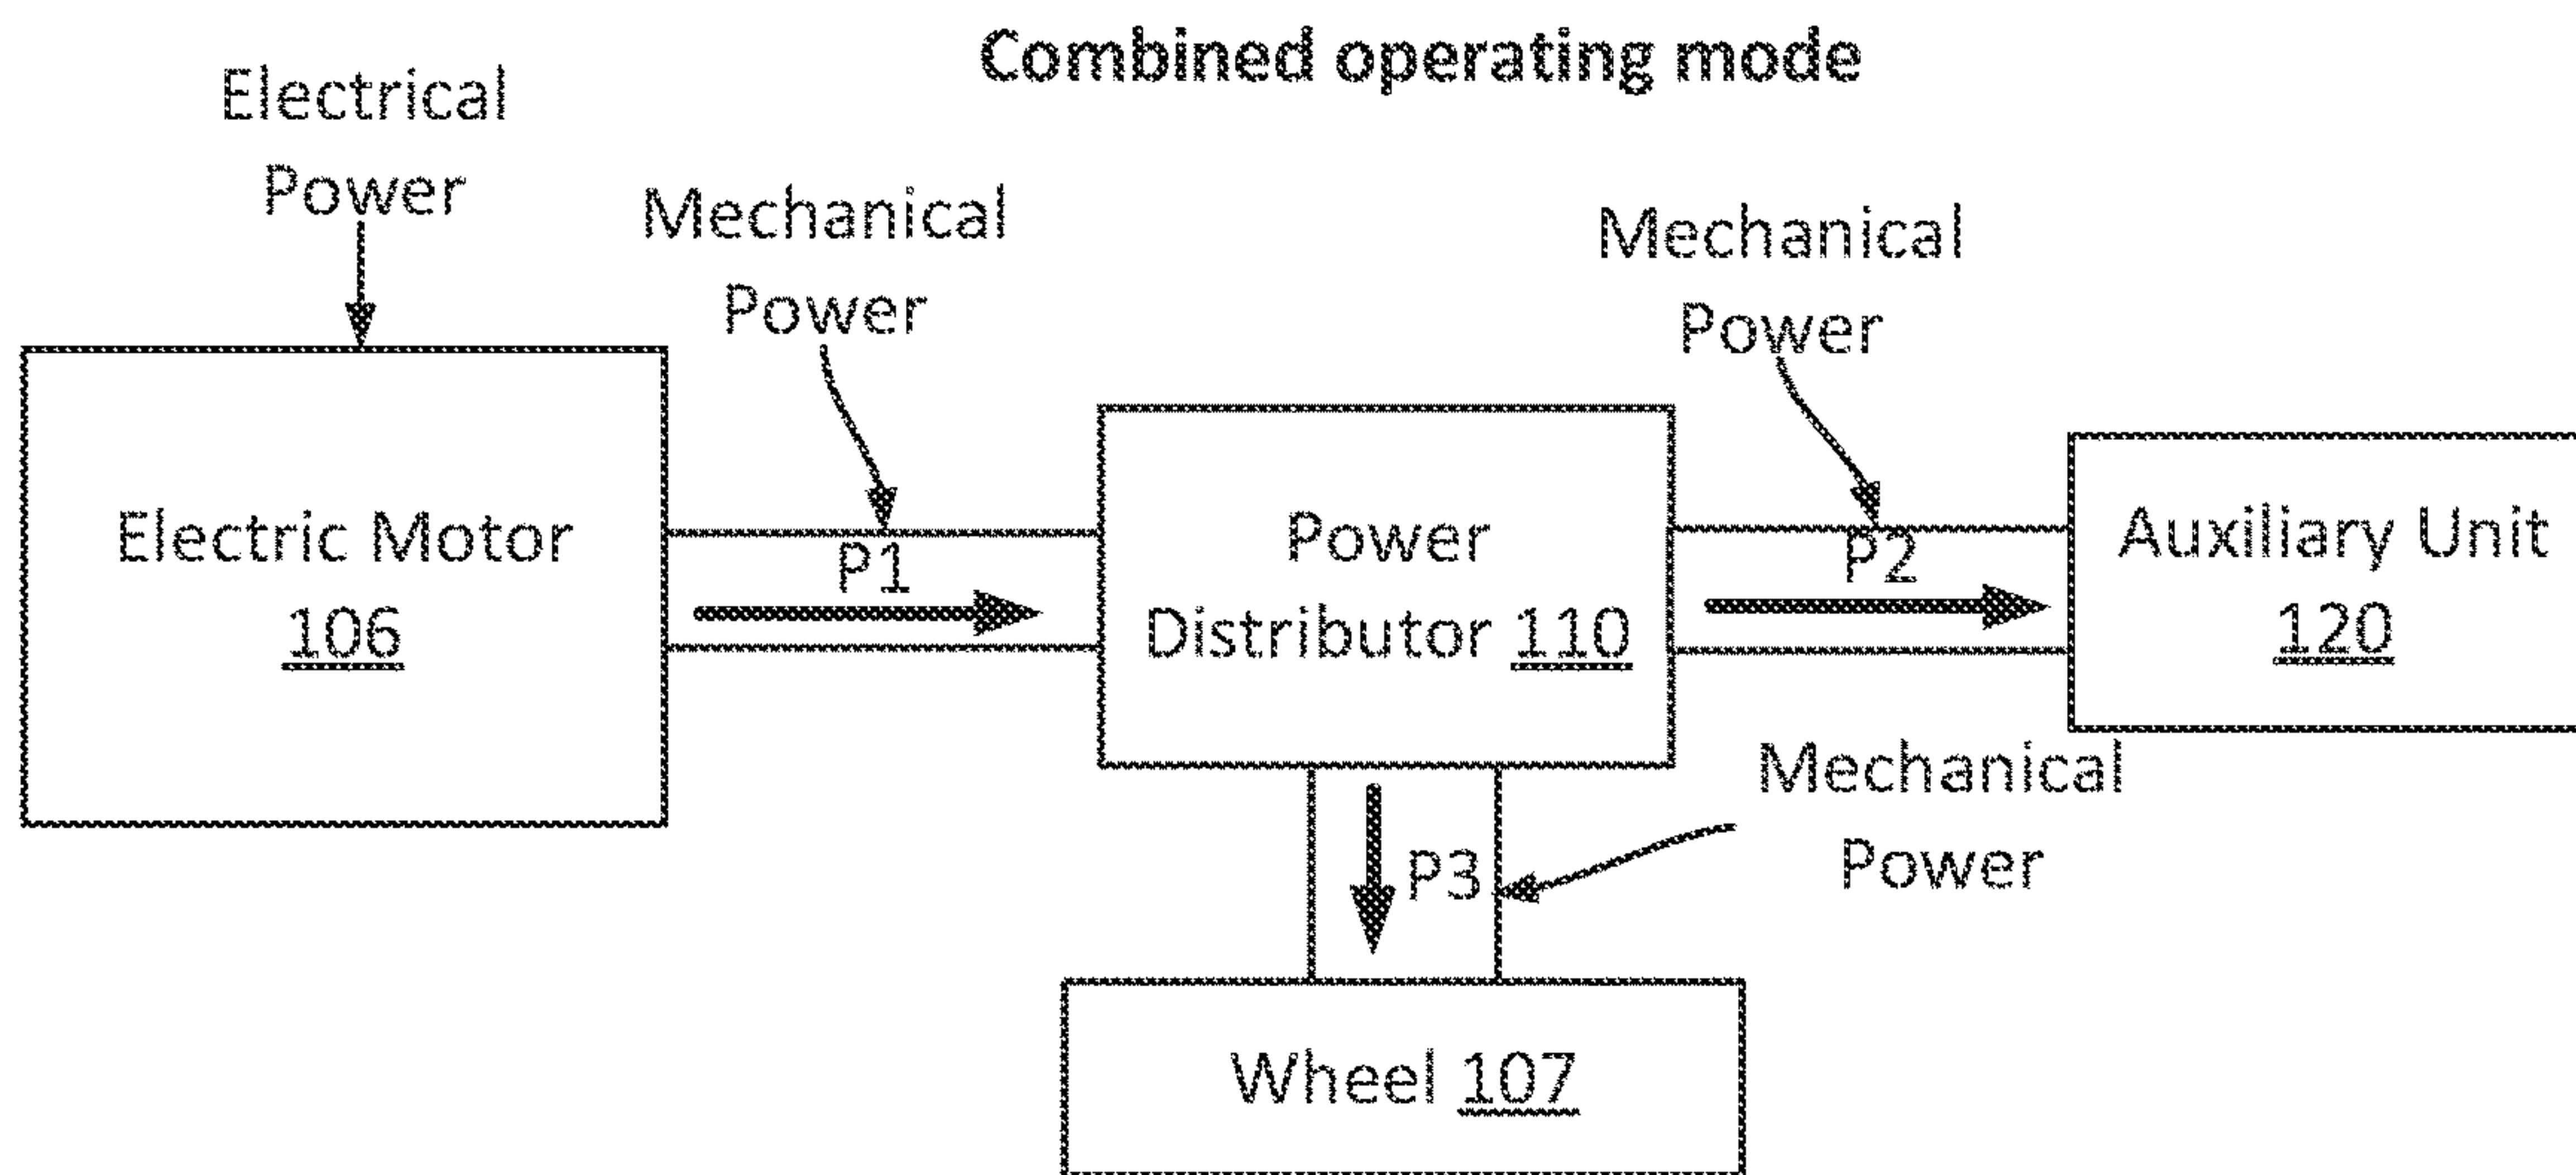 Combined operating mode
Electrical
Power
Mechanical
Power
Mechanical
Power
Electric Motor
106
P1
Power
Distributor 110
P2
Auxiliary Unit
120
Mechanical
Power
P3
Wheel 107